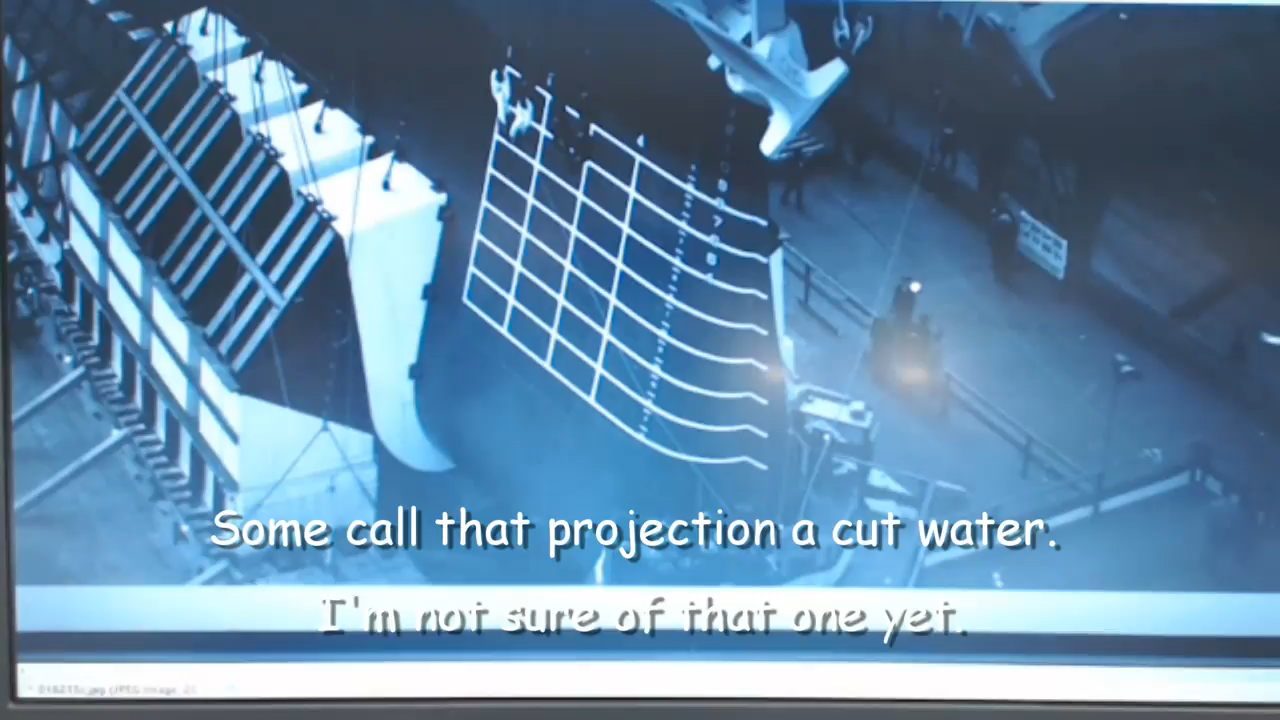 Some call that projection a cut water.
I'm not sure of that one yet.